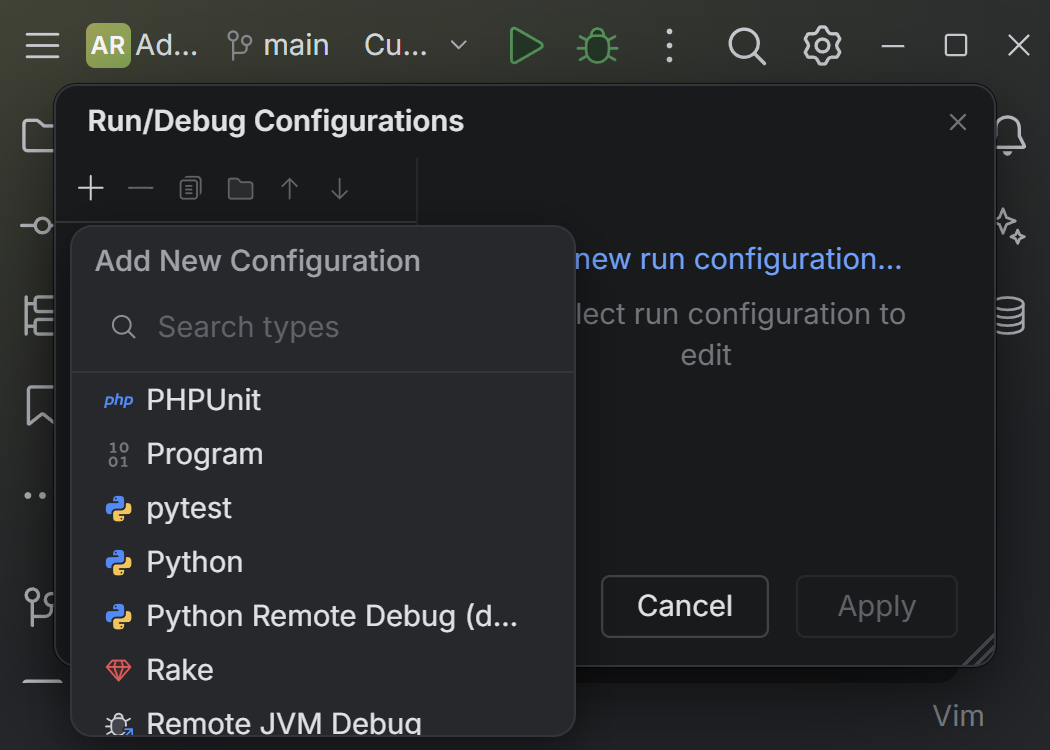 AR Ad... main Cu...
Run/Debug Configurations
Add New Configuration
new run configuration...
Search types
lect run configuration to
edit
php PHPUnit
10
01 Program
pytest
Python
Python Remote Debug (d...
Cancel Apply
Rake
Remote JVM Debug
Vim